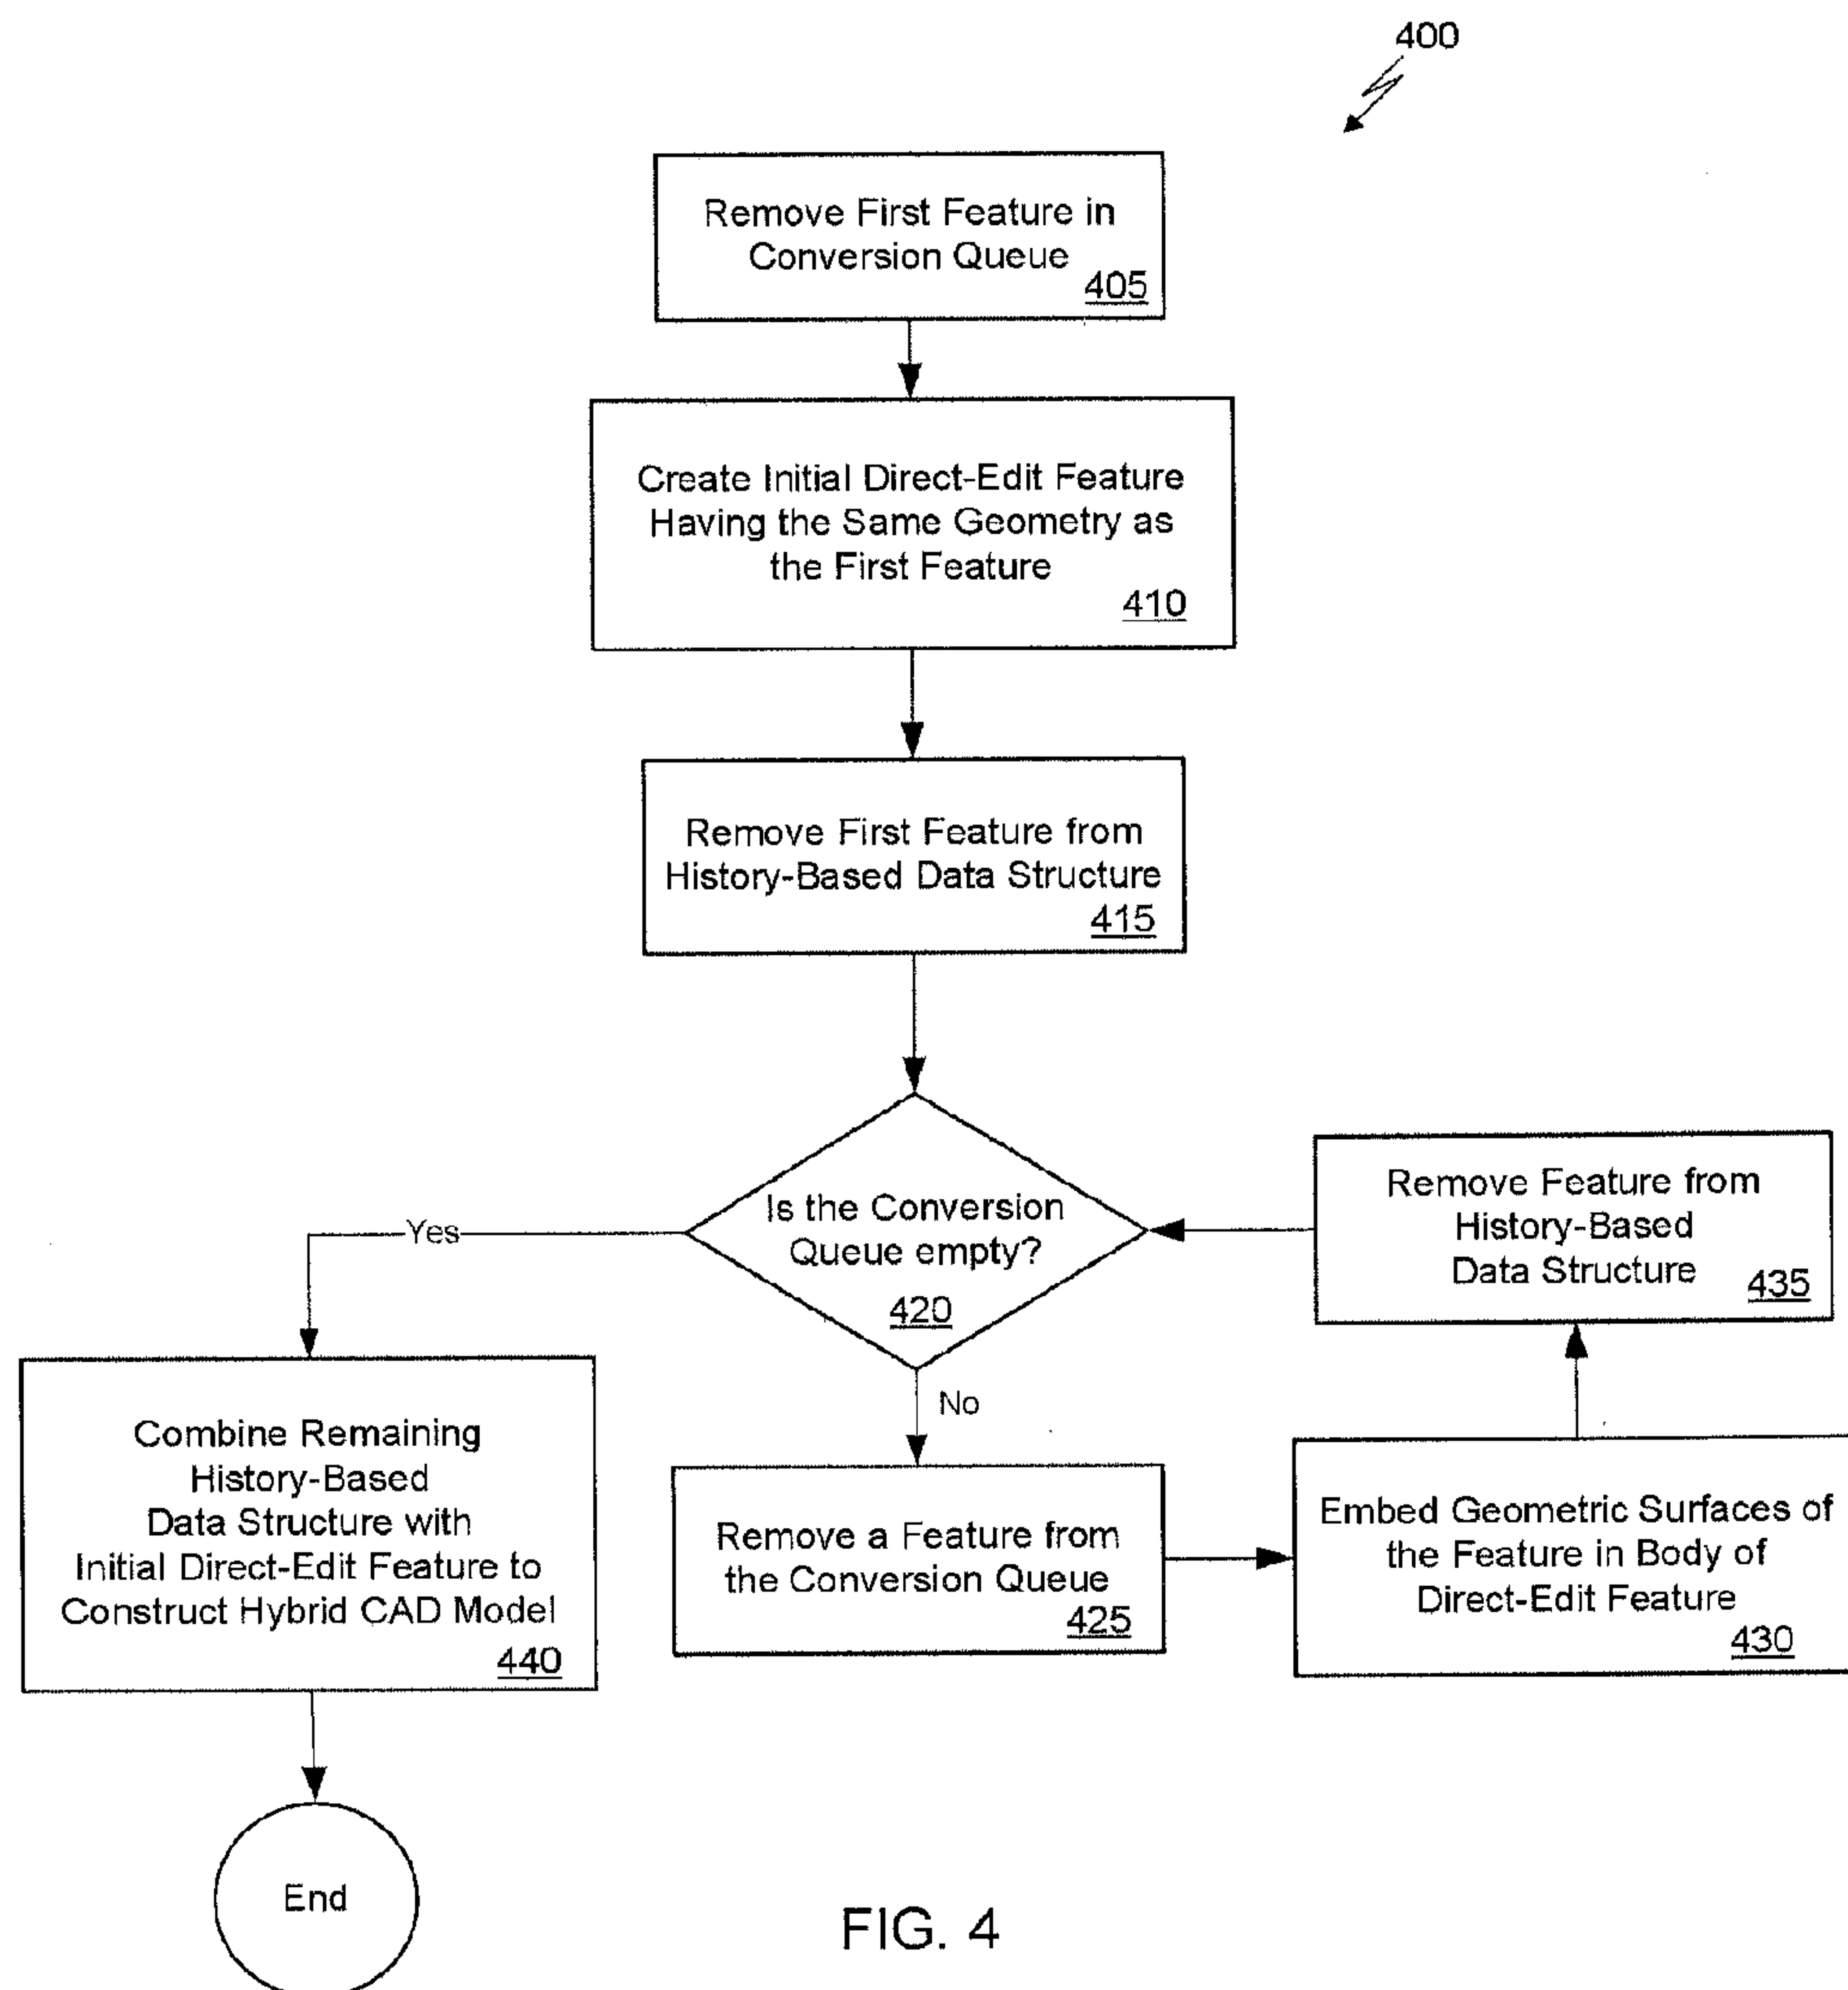 400
Remove First Feature in
Conversion Queue
405
Create Initial Direct-Edit Feature
Having the Same Geometry as
the First Feature
410
Remove First Feature from
History-Based Data Structure
415
Is the Conversion
Queue empty?
420
Yes
No
Remove Feature from
History-Based
Data Structure
435
Combine Remaining
History-Based
Data Structure with
Initial Direct-Edit Feature to
Construct Hybrid CAD Model
440
Remove a Feature from
the Conversion Queue
425
Embed Geometric Surfaces of
the Feature in Body of
Direct-Edit Feature
430
End
FIG. 4